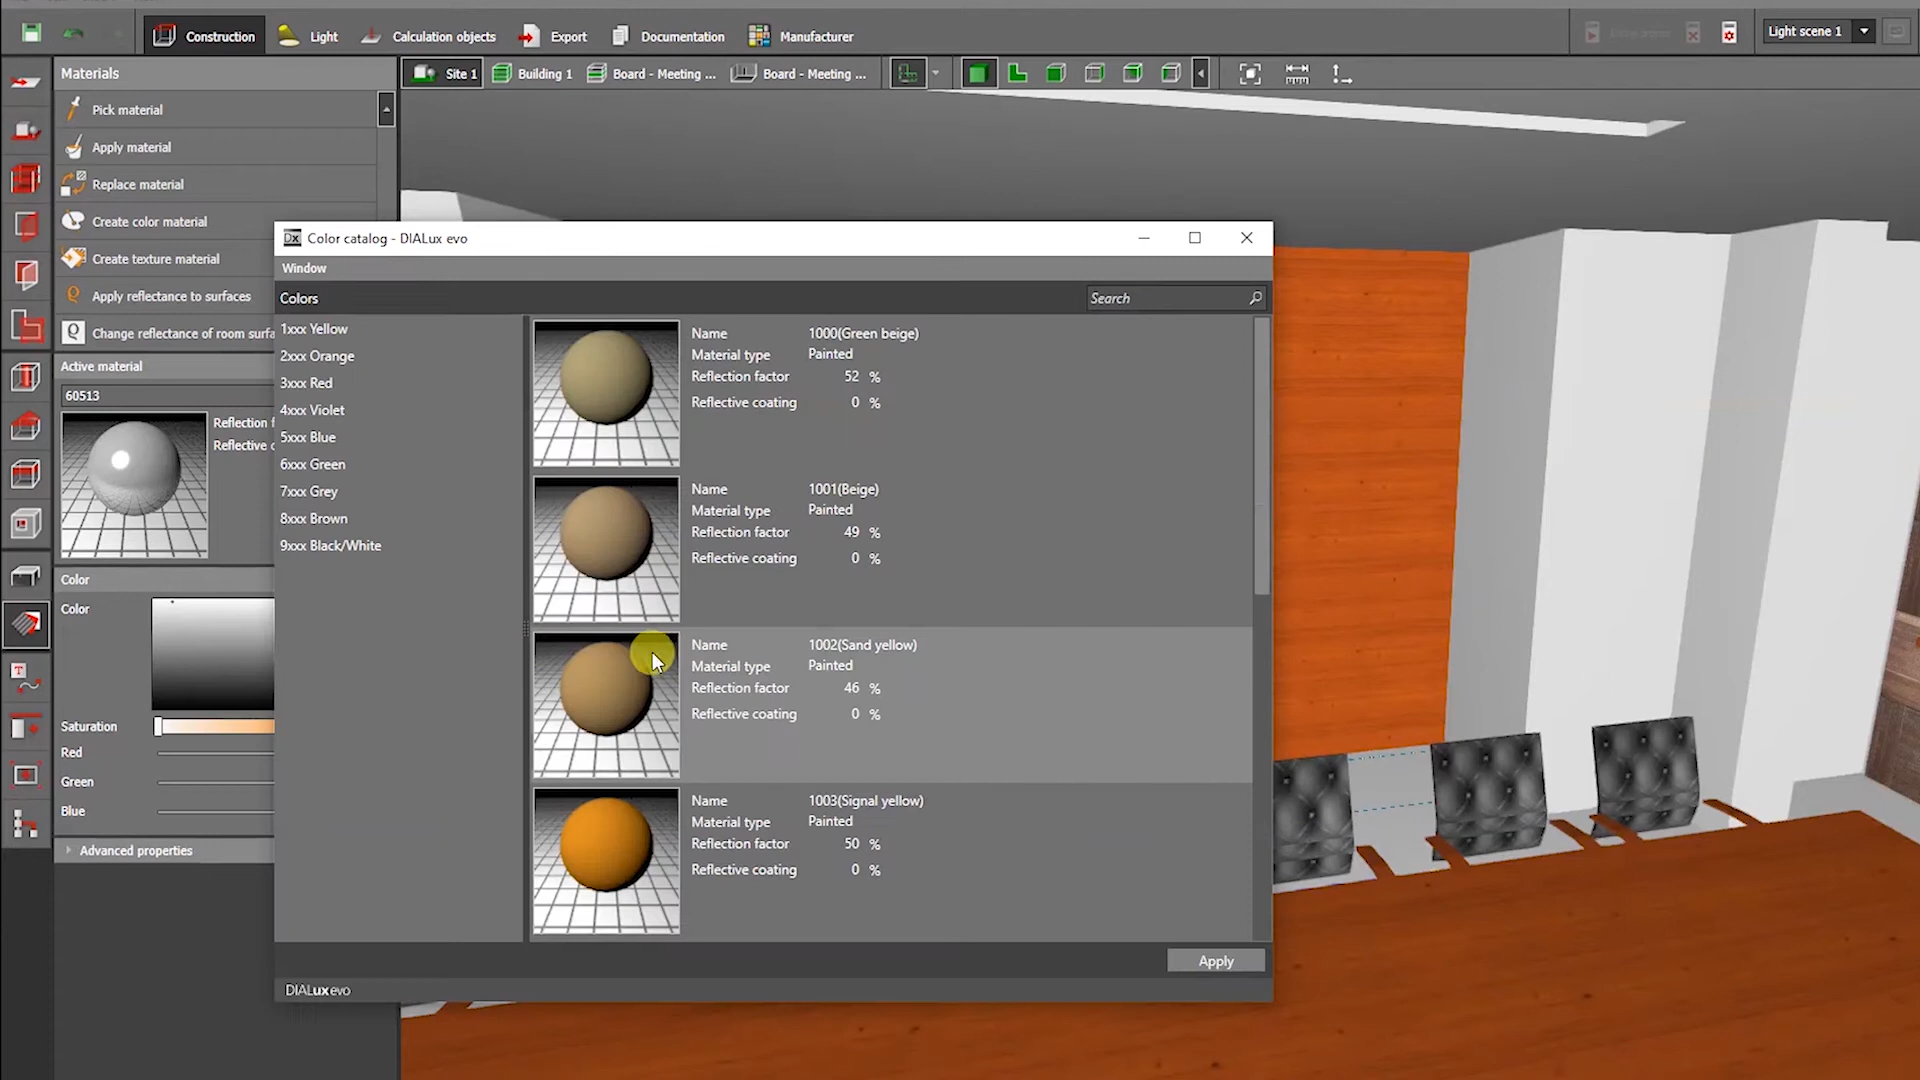 Construction
Light
Calculation objects
Export
Documentation
Manufacturer
Light scene 1
Materials
Site 1
Building 1
Board - Meeting ...
Board - Meeting ...
Pick material
Apply material
Replace material
Create color material
Create texture material
Apply reflectance to surfaces
Change reflectance of room surfa
Active material
60513
Reflection f
Reflective c
Color
Color
Saturation
Red
Green
Blue
Advanced properties
Dx Color catalog - DIALux evo
Window
Colors
Search
1xxx Yellow
2xxx Orange
3xxx Red
4xxx Violet
5xxx Blue
6xxx Green
7xxx Grey
8xxx Brown
9xxx Black/White
Name 1000(Green beige)
Material type Painted
Reflection factor 52 %
Reflective coating 0 %
Name 1001(Beige)
Material type Painted
Reflection factor 49 %
Reflective coating 0 %
Name 1002(Sand yellow)
Material type Painted
Reflection factor 46 %
Reflective coating 0 %
Name 1003(Signal yellow)
Material type Painted
Reflection factor 50 %
Reflective coating 0 %
Apply
DIALux evo